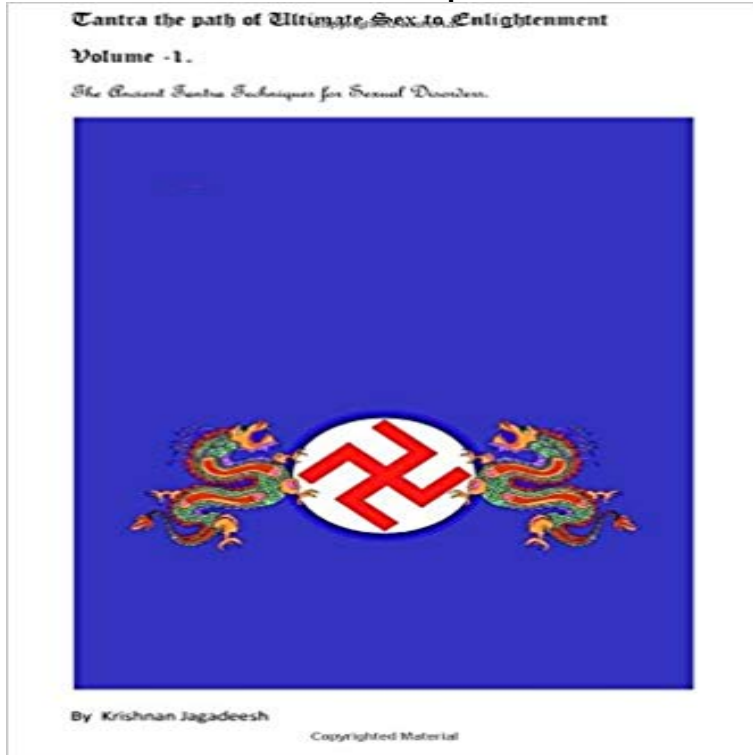 Tantra the path of Ultimate Sex to Enlightenment
Volume -1.
The Ancient Tantra Techniques for Sexual Disorders.
By Krishnan Jagadeesh
Copyrighted Material